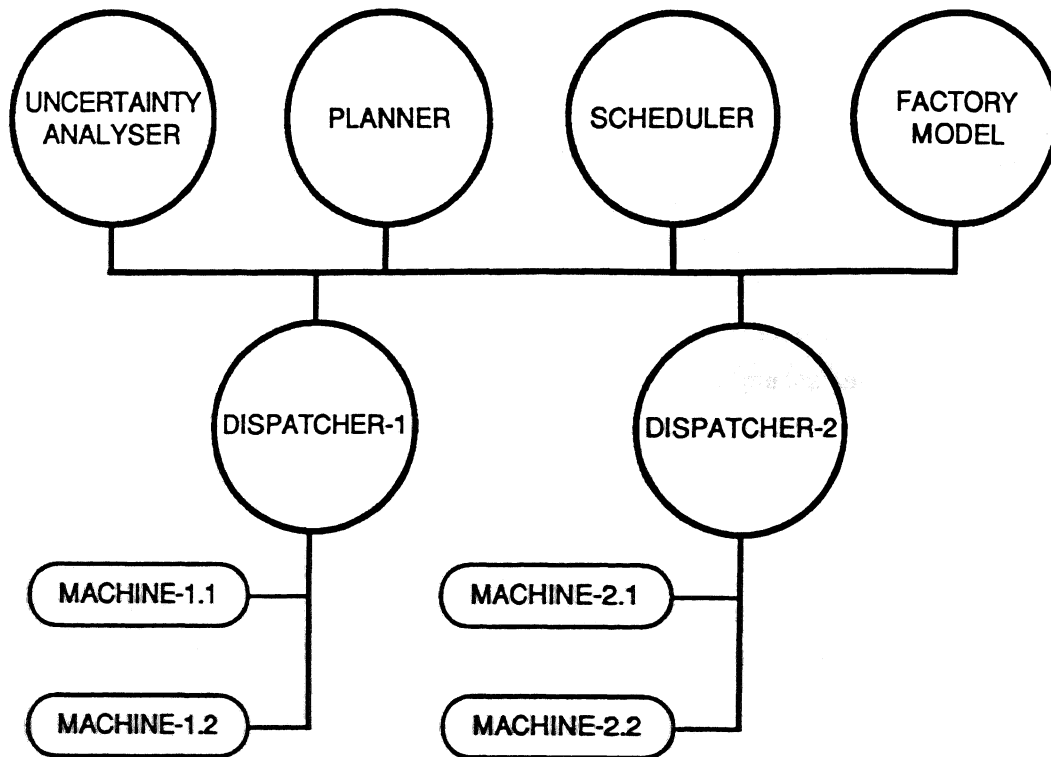 UNCERTAINTY
ANALYSER
PLANNER
SCHEDULER
FACTORY
MODEL
DISPATCHER-1
DISPATCHER-2
MACHINE-1.1
MACHINE-2.1
MACHINE-1.2
MACHINE-2.2